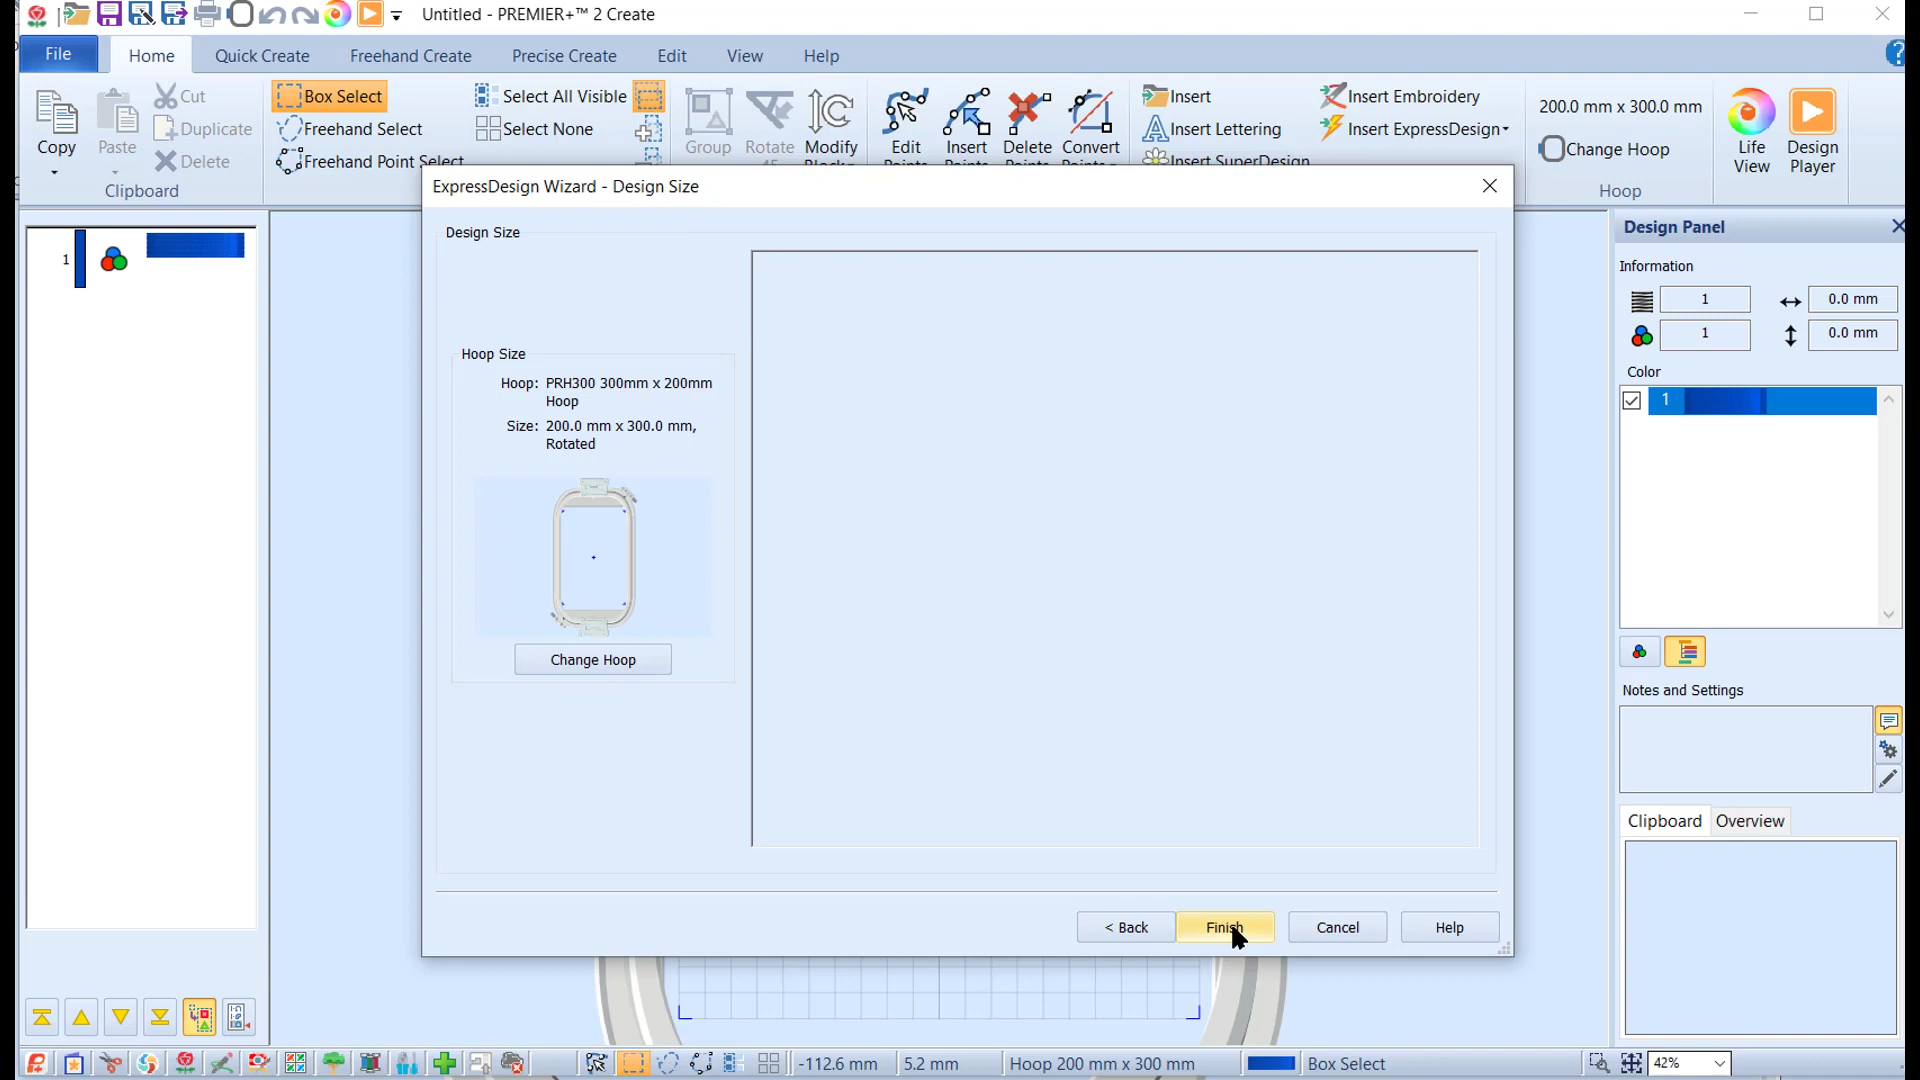 Untitled - PREMIER+™ 2 Create
File Home Quick Create Freehand Create Precise Create Edit View Help
Copy
Paste
Cut
Duplicate
Delete
Clipboard
Box Select
Freehand Select
Freehand Point Select
Select All Visible
Select None
Group
Rotate
45
Modify
Edit
Points
Insert
Points
Delete
Points
Convert
Insert
Insert Lettering
Insert SuperDesign
Insert Embroidery
Insert ExpressDesign
200.0 mm x 300.0 mm
Change Hoop
Hoop
Life
View
Design
Player
1
ExpressDesign Wizard - Design Size
Design Size
Hoop Size
Hoop: PRH300 300mm x 200mm
Hoop
Size: 200.0 mm x 300.0 mm,
Rotated
Change Hoop
< Back Finish Cancel Help
Design Panel
Information
1 0.0 mm
1 0.0 mm
Color
1
Notes and Settings
Clipboard Overview
-112.6 mm 5.2 mm Hoop 200 mm x 300 mm Box Select 42%